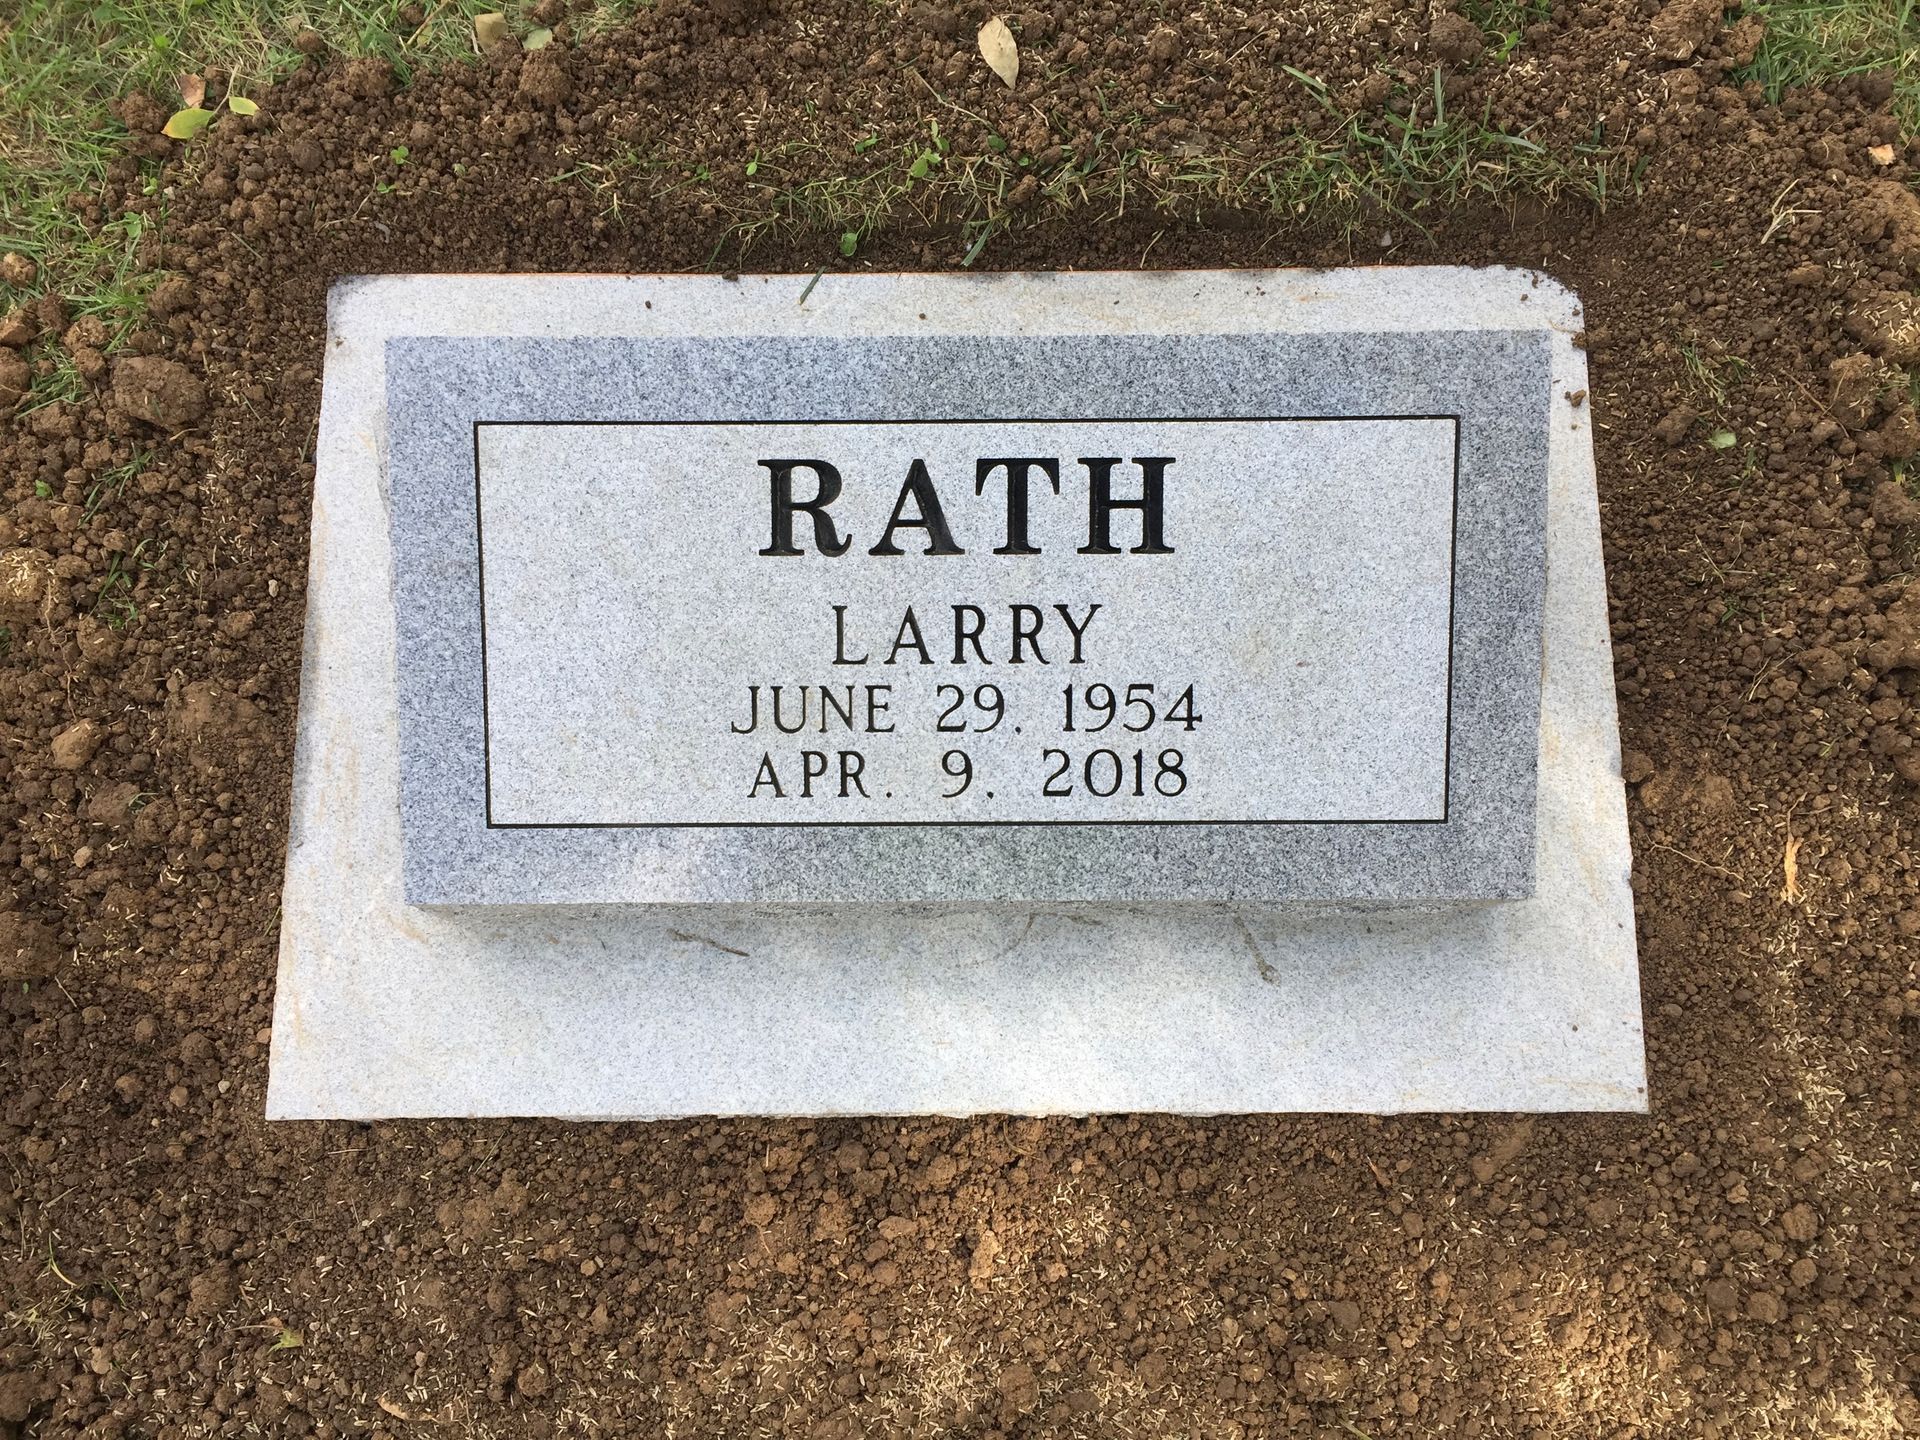 RATH
LARRY
JUNE 29, 1954
APR. 9, 2018